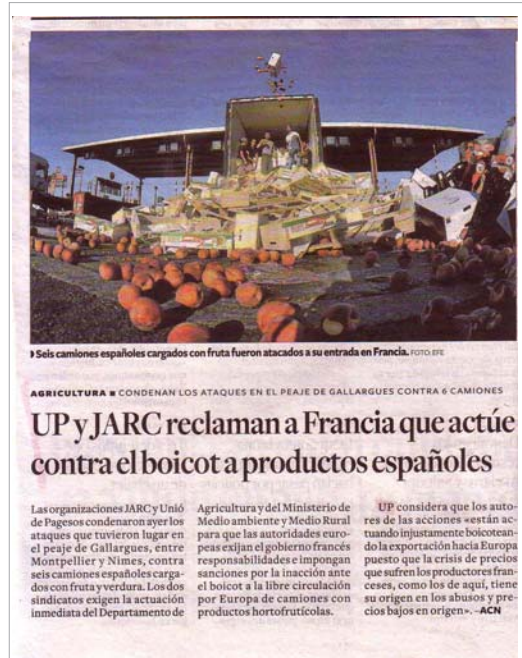 Seis camiones españoles cargados con fruta fueron atacados a su entrada en Francia. FOTO: EFE
AGRICULTURA ■ CONDENAN LOS ATAQUES EN EL PEAJE DE GALLARGUES CONTRA 6 CAMIONES
UP y JARC reclaman a Francia que actúe
contra el boicot a productos españoles
Las organizaciones JARC y Unió
de Pagesos condenaron ayer los
ataques que tuvieron lugar en
el peaje de Gallargues, entre
Montpellier y Nimes, contra
seis camiones españoles carga-
dos con fruta y verdura. Los dos
sindicatos exigen la actuación
inmediata del Departamento de
Agricultura y del Ministerio de
Medio ambiente y Medio Rural
para que las autoridades euro-
peas exijan el gobierno francés
responsabilidades e impongan
sanciones por la inacción ante
el boicot a la libre circulación
por Europa de camiones con
productos hortofrutícolas.
UP considera que los auto-
res de las acciones «están ac-
tuando injustamente boicotean-
do la exportación hacia Europa
puesto que la crisis de precios
que sufren los productores fran-
ceses, como los de aquí, tiene
su origen en los abusos y pre-
cios bajos en origen». –ACN